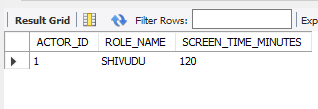 Result Grid Filter Rows: Exp
ACTOR_ID ROLE_NAME SCREEN_TIME_MINUTES
1 SHIVUDU 120